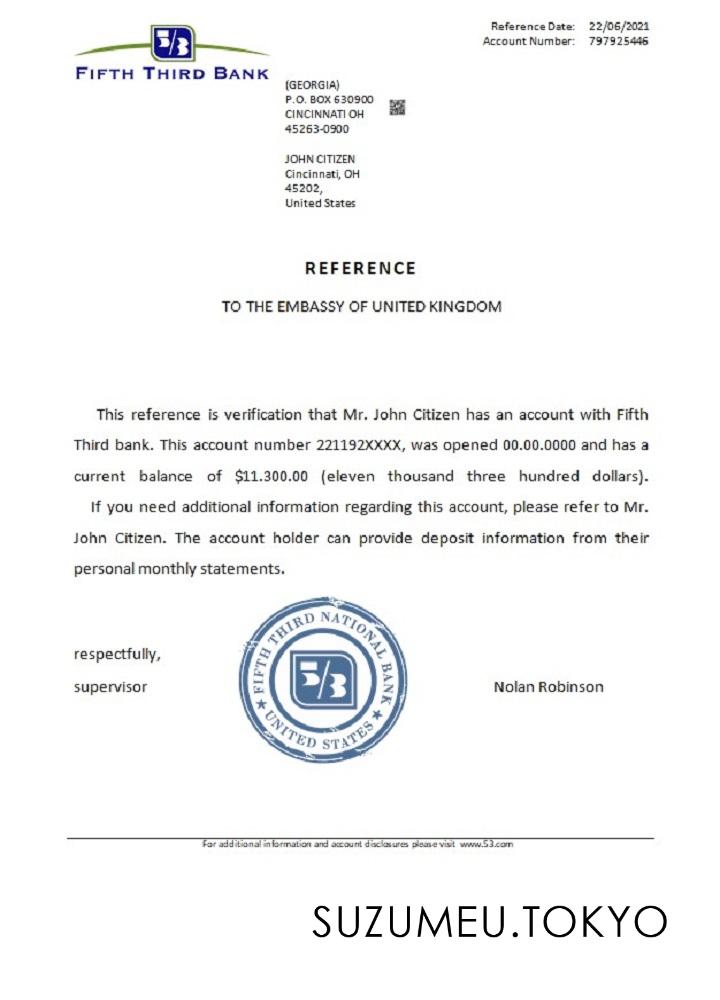 5/3
FIFTH THIRD BANK
Reference Date: 22/06/2021
Account Number: 797925446
(GEORGIA)
P.O. BOX 630900
CINCINNATI OH
45263-0900
JOHN CITIZEN
Cincinnati, OH
45202,
United States
REFERENCE
TO THE EMBASSY OF UNITED KINGDOM
This reference is verification that Mr. John Citizen has an account with Fifth
Third bank. This account number 221192XXXX, was opened 00.00.0000 and has a
current balance of $11.300.00 (eleven thousand three hundred dollars).
If you need additional information regarding this account, please refer to Mr.
John Citizen. The account holder can provide deposit information from their
personal monthly statements.
respectfully,
supervisor
FIFTH THIRD NATIONAL BANK
5/3
★ UNITED STATES ★
Nolan Robinson
For additional information and account disclosures please visit www.53.com
SUZUMEU.TOKYO